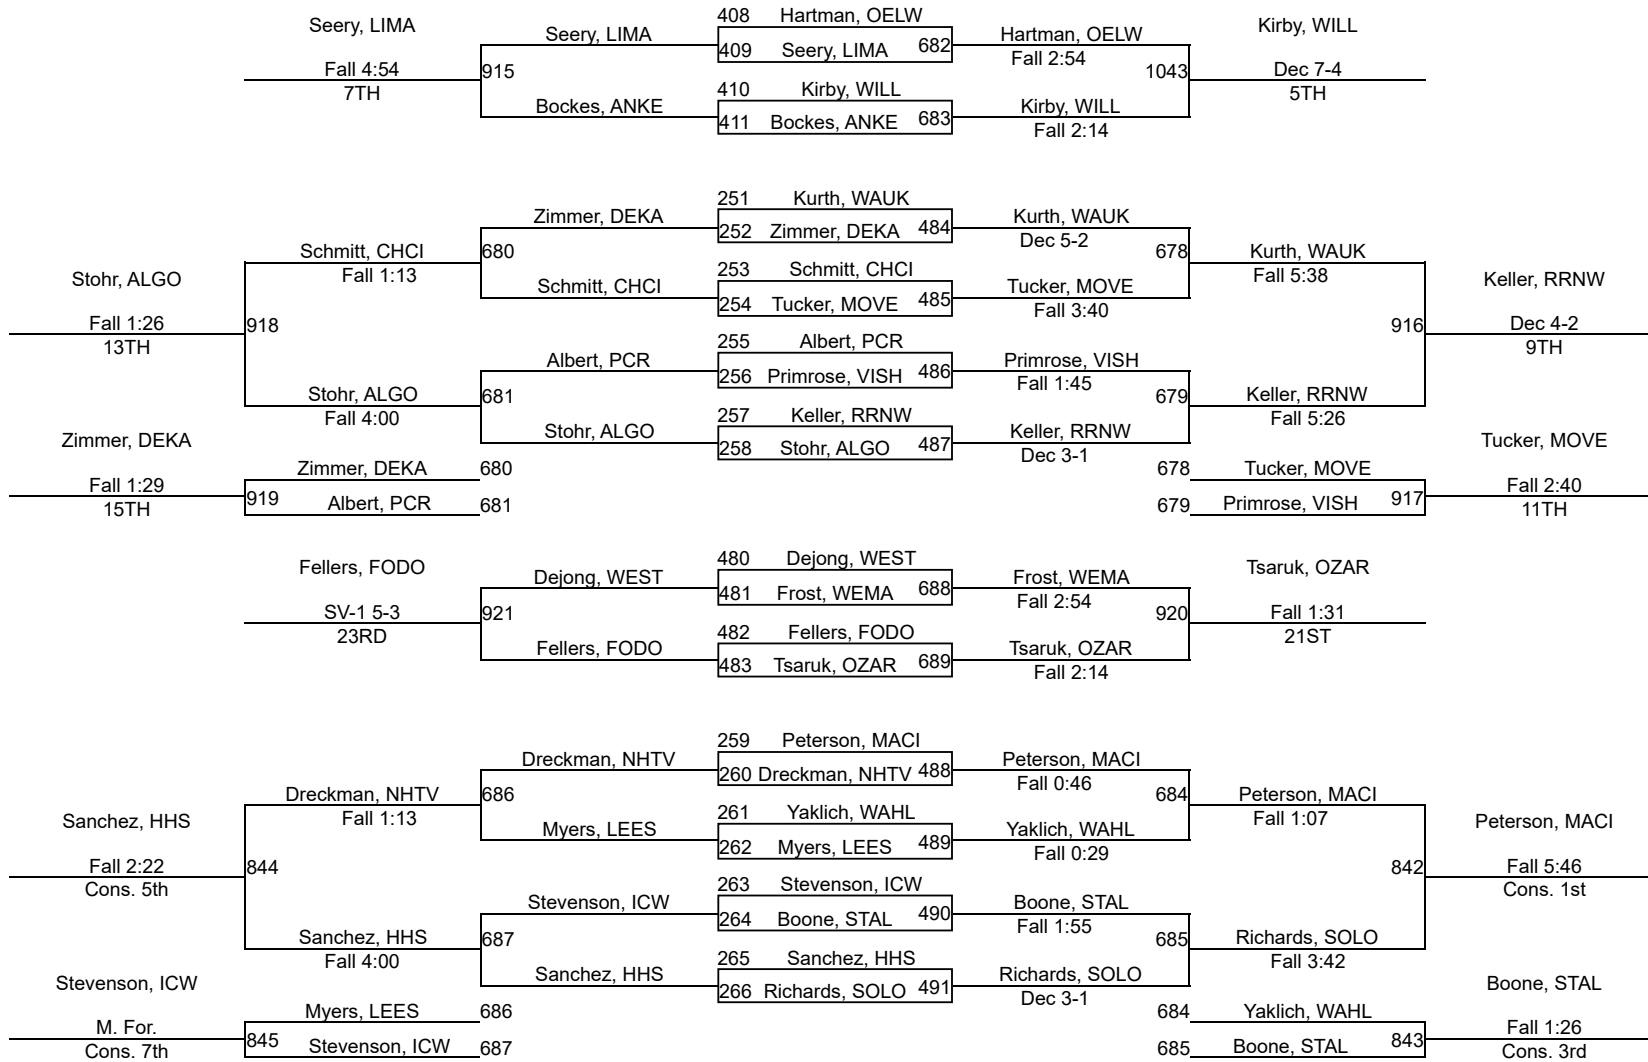 Seery, LIMA
Fall 4:54
7TH
Seery, LIMA
915
Bockes, ANKE
408 Hartman, OELW
409 Seery, LIMA 682
410 Kirby, WILL
411 Bockes, ANKE 683
Hartman, OELW
Fall 2:54
1043
Kirby, WILL
Fall 2:14
Kirby, WILL
Dec 7-4
5TH
Stohr, ALGO
Fall 1:26
13TH
918
Schmitt, CHCI
Fall 1:13
Stohr, ALGO
Fall 4:00
Zimmer, DEKA
680
Schmitt, CHCI
Albert, PCR
681
Stohr, ALGO
251 Kurth, WAUK
252 Zimmer, DEKA 484
253 Schmitt, CHCI
254 Tucker, MOVE 485
255 Albert, PCR
256 Primrose, VISH 486
257 Keller, RRNW
258 Stohr, ALGO 487
Kurth, WAUK
Dec 5-2
678
Tucker, MOVE
Fall 3:40
Primrose, VISH
Fall 1:45
679
Keller, RRNW
Dec 3-1
Kurth, WAUK
Fall 5:38
916
Keller, RRNW
Fall 5:26
Keller, RRNW
Dec 4-2
9TH
Zimmer, DEKA
Fall 1:29
15TH
Zimmer, DEKA 680
919
Albert, PCR 681
678 Tucker, MOVE
679 Primrose, VISH 917
Tucker, MOVE
Fall 2:40
11TH
Fellers, FODO
SV-1 5-3
23RD
Dejong, WEST
921
Fellers, FODO
480 Dejong, WEST
481 Frost, WEMA 688
482 Fellers, FODO
483 Tsaruk, OZAR 689
Frost, WEMA
Fall 2:54
920
Tsaruk, OZAR
Fall 2:14
Tsaruk, OZAR
Fall 1:31
21ST
Sanchez, HHS
Fall 2:22
Cons. 5th
844
Dreckman, NHTV
Fall 1:13
Sanchez, HHS
Fall 4:00
Dreckman, NHTV
686
Myers, LEES
Stevenson, ICW
687
Sanchez, HHS
259 Peterson, MACI
260 Dreckman, NHTV 488
261 Yaklich, WAHL
262 Myers, LEES 489
263 Stevenson, ICW
264 Boone, STAL 490
265 Sanchez, HHS
266 Richards, SOLO 491
Peterson, MACI
Fall 0:46
684
Yaklich, WAHL
Fall 0:29
Boone, STAL
Fall 1:55
685
Richards, SOLO
Dec 3-1
Peterson, MACI
Fall 1:07
842
Richards, SOLO
Fall 3:42
Peterson, MACI
Fall 5:46
Cons. 1st
Stevenson, ICW
M. For.
Cons. 7th
Myers, LEES 686
845
Stevenson, ICW 687
684 Yaklich, WAHL
685 Boone, STAL 843
Boone, STAL
Fall 1:26
Cons. 3rd